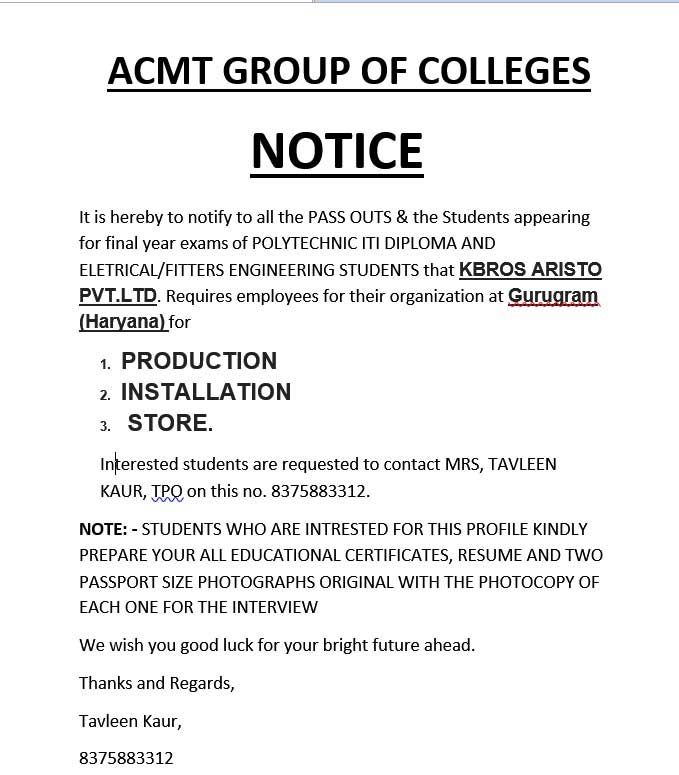 ACMT GROUP OF COLLEGES
NOTICE
It is hereby to notify to all the PASS OUTS & the Students appearing
for final year exams of POLYTECHNIC ITI DIPLOMA AND
ELETRICAL/FITTERS ENGINEERING STUDENTS that KBROS ARISTO
PVT.LTD. Requires employees for their organization at Gurugram
(Haryana) for
1. PRODUCTION
2. INSTALLATION
3. STORE.
Interested students are requested to contact MRS, TAVLEEN
KAUR, TPO on this no. 8375883312.
NOTE: - STUDENTS WHO ARE INTRESTED FOR THIS PROFILE KINDLY
PREPARE YOUR ALL EDUCATIONAL CERTIFICATES, RESUME AND TWO
PASSPORT SIZE PHOTOGRAPHS ORIGINAL WITH THE PHOTOCOPY OF
EACH ONE FOR THE INTERVIEW
We wish you good luck for your bright future ahead.
Thanks and Regards,
Tavleen Kaur,
8375883312